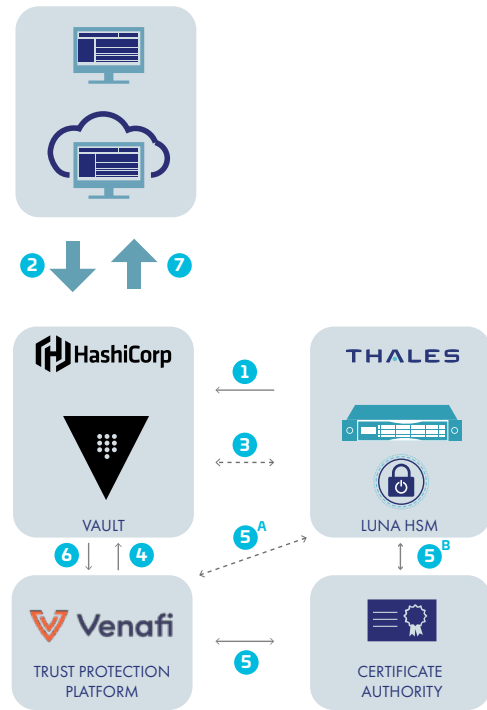 2
7
HashiCorp
VAULT
THALES
LUNA HSM
1
3
5A
5B
6
4
Venafi
TRUST PROTECTION
PLATFORM
5
CERTIFICATE
AUTHORITY